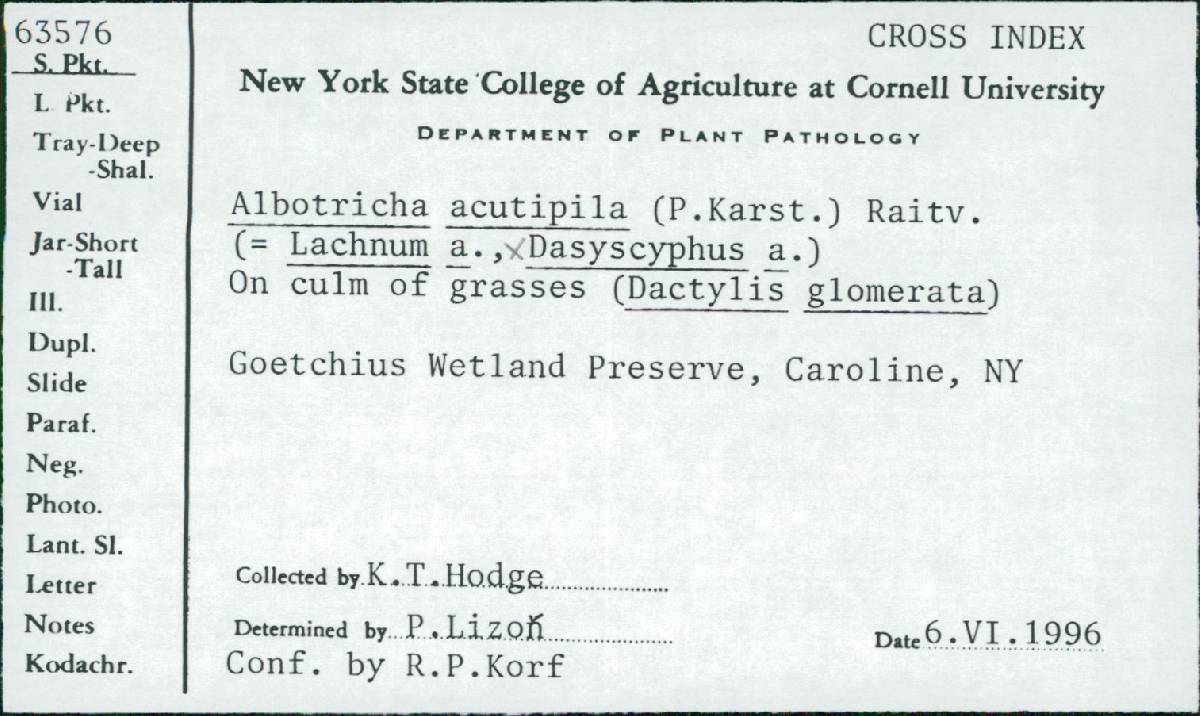 63576
S. Pkt.
L. Pkt.
Tray-Deep
-Shal.
Vial
Jar-Short
-Tall
Ill.
Dupl.
Slide
Paraf.
Neg.
Photo.
Lant. Sl.
Letter
Notes
Kodachr.
CROSS INDEX
New York State College of Agriculture at Cornell University
DEPARTMENT OF PLANT PATHOLOGY
Albotricha acutipila (P.Karst.) Raitv.
(= Lachnum a.,×Dasyscyphus a.)
On culm of grasses (Dactylis glomerata)
Goetchius Wetland Preserve, Caroline, NY
Collected by K.T.Hodge
Determined by P.Lizoň
Date 6.VI.1996
Conf. by R.P.Korf